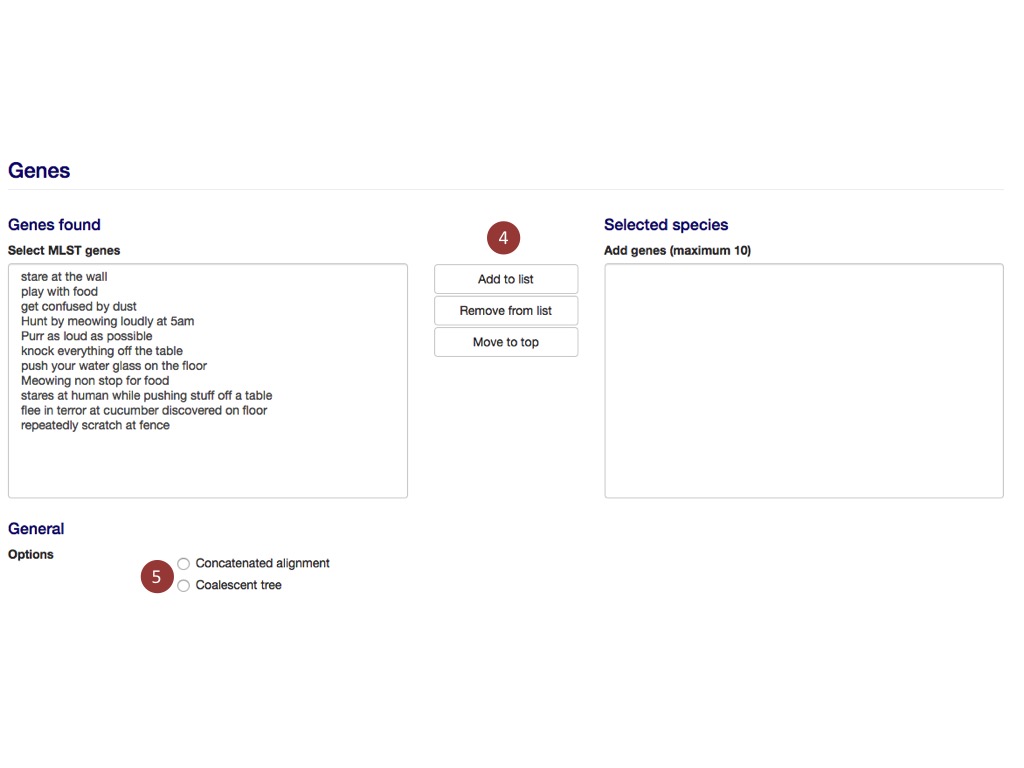 Genes
Genes found
Select MLST genes
stare at the wall
play with food
get confused by dust
Hunt by meowing loudly at 5am
Purr as loud as possible
knock everything off the table
push your water glass on the floor
Meowing non stop for food
stares at human while pushing stuff off a table
flee in terror at cucumber discovered on floor
repeatedly scratch at fence
4
Add to list
Remove from list
Move to top
Selected species
Add genes (maximum 10)
General
Options
5
Concatenated alignment
Coalescent tree